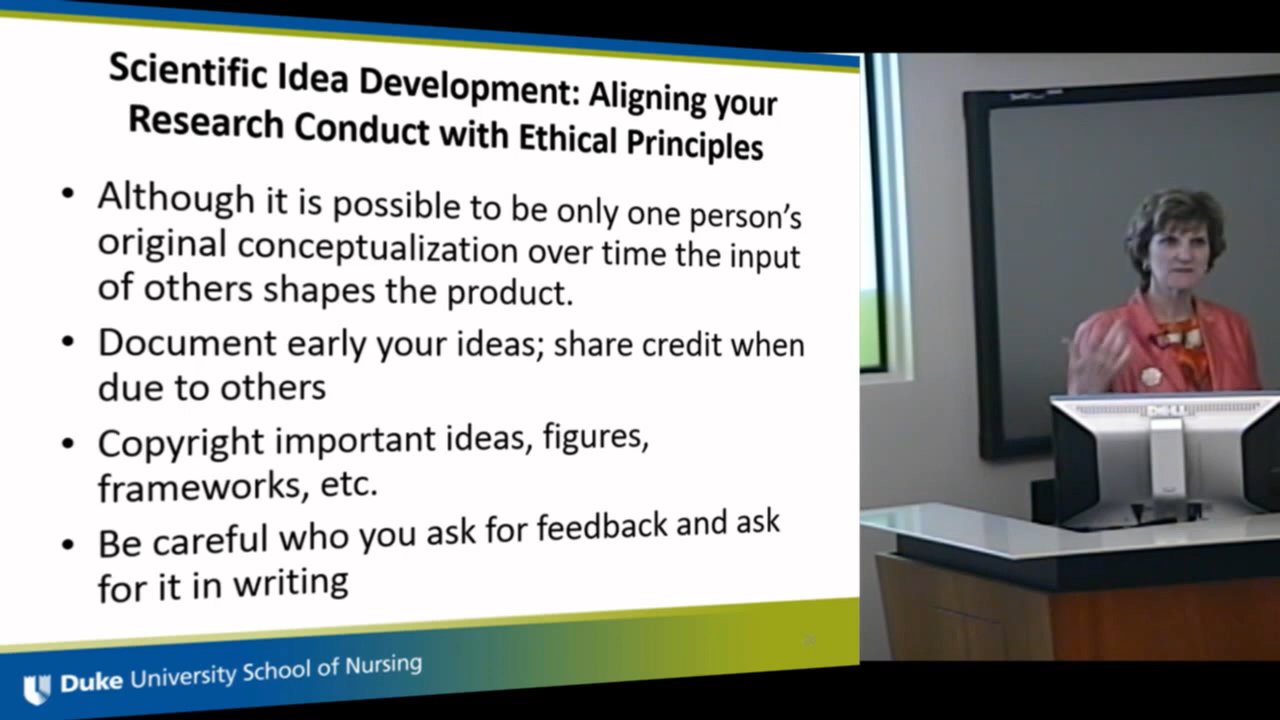 Scientific Idea Development: Aligning your
Research Conduct with Ethical Principles
• Although it is possible to be only one person's
original conceptualization over time the input
of others shapes the product.
• Document early your ideas; share credit when
due to others
• Copyright important ideas, figures,
frameworks, etc.
• Be careful who you ask for feedback and ask
for it in writing
Duke University School of Nursing
DELL